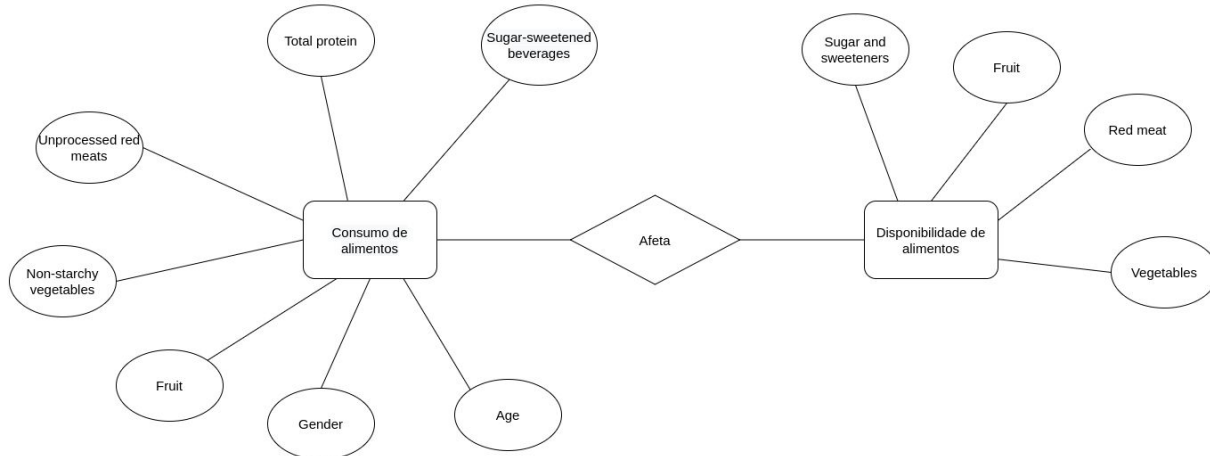 Total protein
Sugar-sweetened
beverages
Sugar and
sweeteners
Fruit
Red meat
Unprocessed red
meats
Consumo de
alimentos
Afeta
Disponibilidade de
alimentos
Non-starchy
vegetables
Vegetables
Fruit
Gender
Age